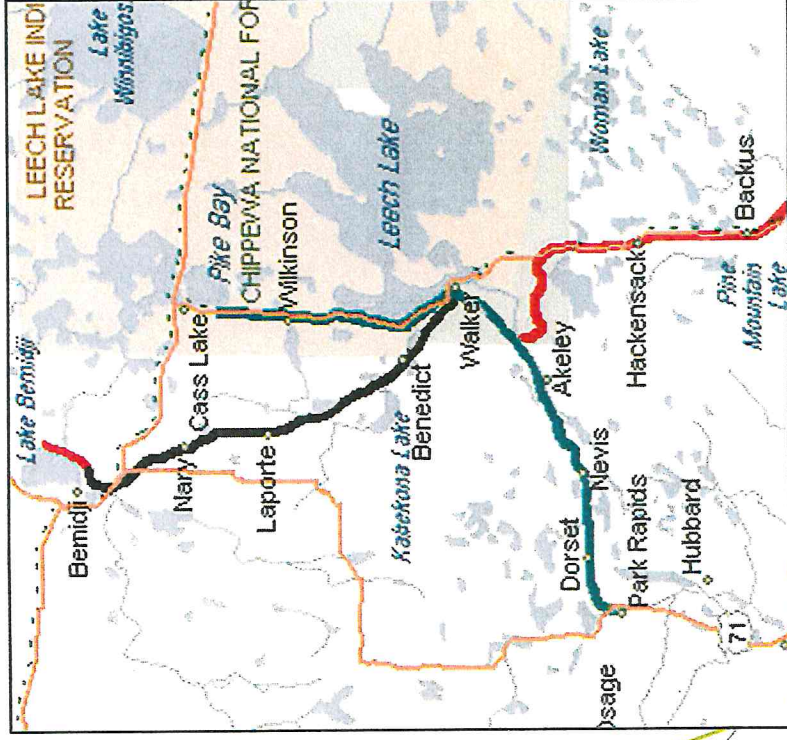 LEECH LAKE INDI
RESERVATION
Lake
Winnibigos
Lake Bemidji
Bemidji
CHIPPEWA NATIONAL FOR
Pike Bay
Cass Lake
Nary
Wilkinson
Laporte
Leech Lake
Kabekona Lake
Benedict
Walker
Woman Lake
Akeley
Nevis
Dorset
Park Rapids
Hubbard
Hackensack
Backus
Pine
Mountain
Lake
71
sage